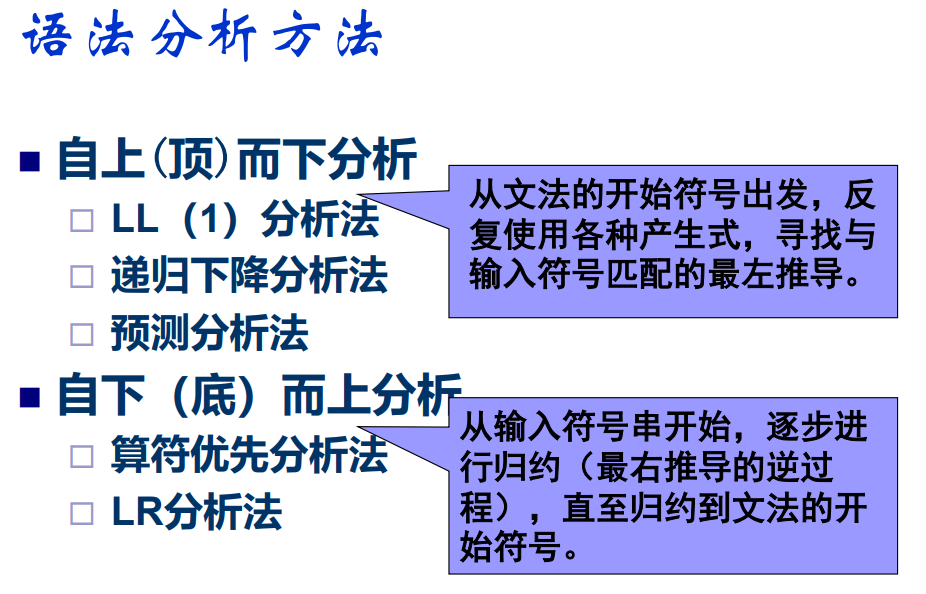 语法分析方法
自上(顶)而下分析
LL（1）分析法
递归下降分析法
预测分析法
从文法的开始符号出发，反
复使用各种产生式，寻找与
输入符号匹配的最左推导。
自下（底）而上分析
算符优先分析法
LR分析法
从输入符号串开始，逐步进
行归约（最右推导的逆过
程），直至归约到文法的开
始符号。